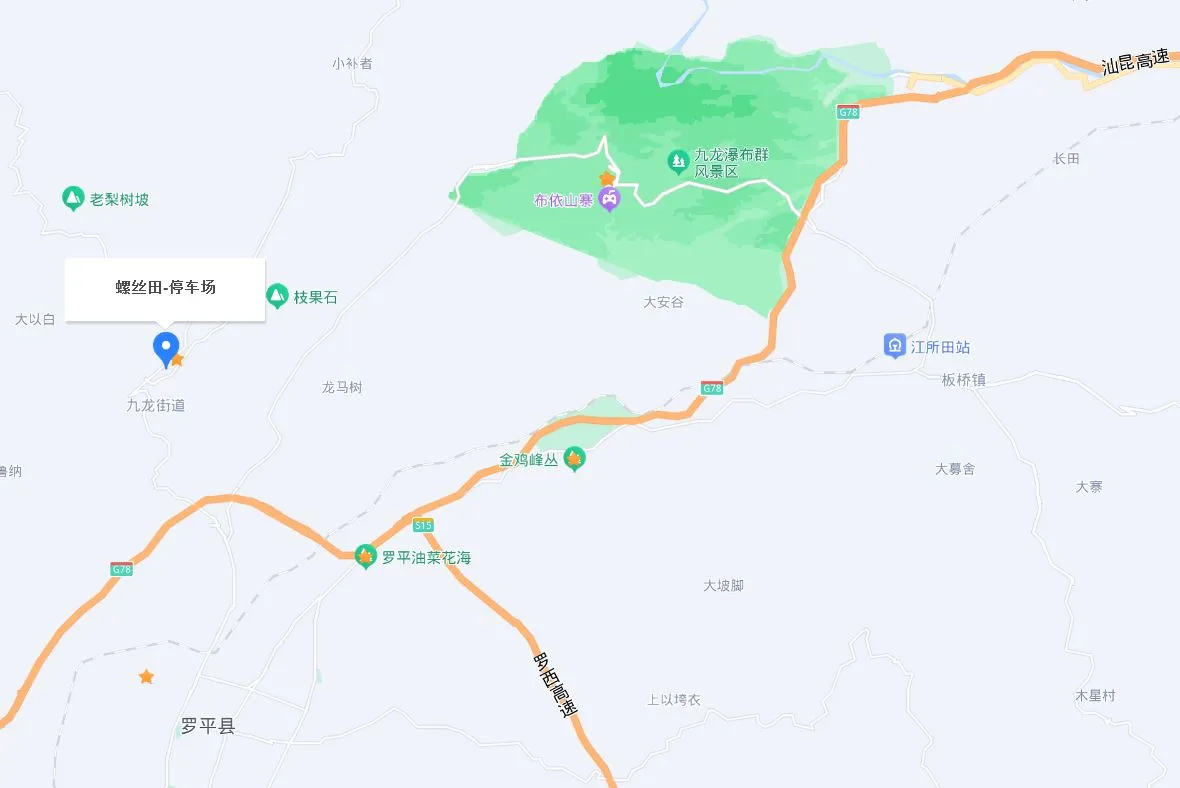 小补者
汕昆高速
G78
长田
九龙瀑布群
风景区
老梨树坡
布依山寨
螺丝田-停车场
枝果石
大安谷
大以白
江所田站
板桥镇
龙马树
G78
九龙街道
金鸡峰丛
鲁纳
大募舍
大寨
S15
罗平油菜花海
G78
大坡脚
罗西高速
上以垮衣
木星村
罗平县